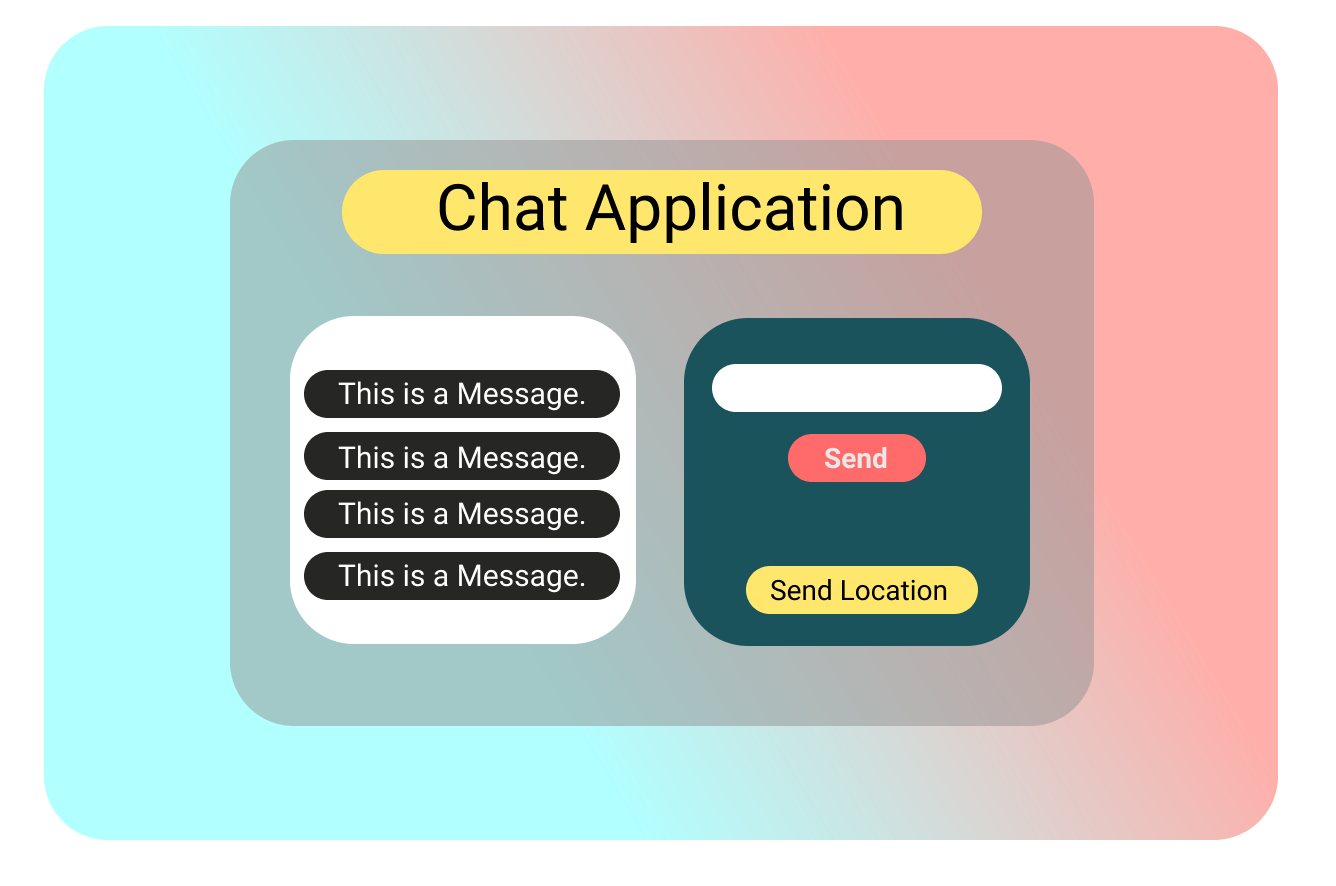 Chat Application
This is a Message.
This is a Message.
This is a Message.
This is a Message.
Send
Send Location